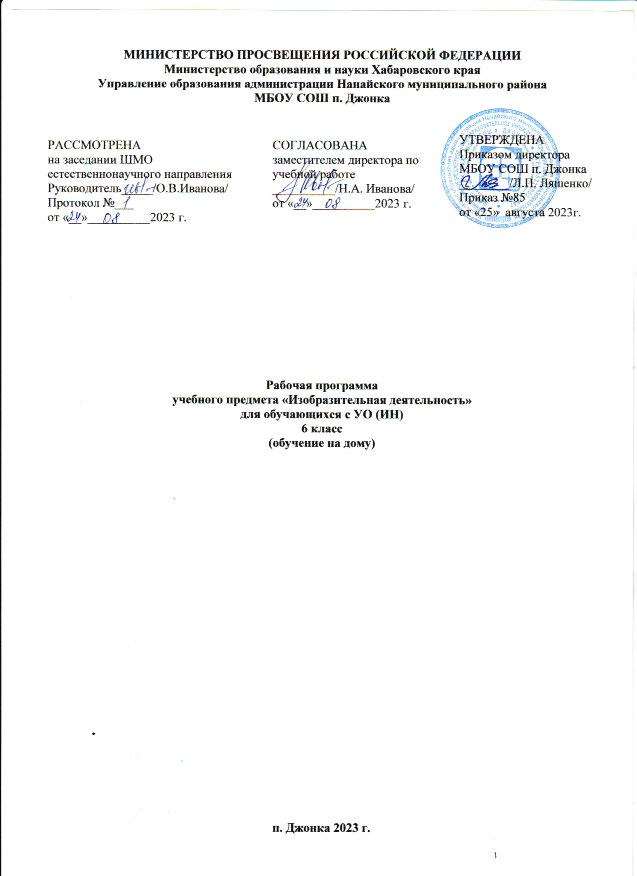 МИНИСТЕРСТВО ПРОСВЕЩЕНИЯ РОССИЙСКОЙ ФЕДЕРАЦИИ
Министерство образования и науки Хабаровского края
Управление образования администрации Нанайского муниципального района
МБОУ СОШ п. Джонка
РАССМОТРЕНА
на заседании ШМО
естественнонаучного направления
Руководитель /О.В.Иванова/
Протокол № 1
от «24» 08 2023 г.
СОГЛАСОВАНА
заместителем директора по
учебной работе
/Н.А. Иванова/
от «24» 08 2023 г.
УТВЕРЖДЕНА
Приказом директора
МБОУ СОШ п. Джонка
/Л.П. Ляшенко/
Приказ №85
от «25» августа 2023г.
Рабочая программа
учебного предмета «Изобразительная деятельность»
для обучающихся с УО (ИН)
6 класс
(обучение на дому)
п. Джонка 2023 г.
1